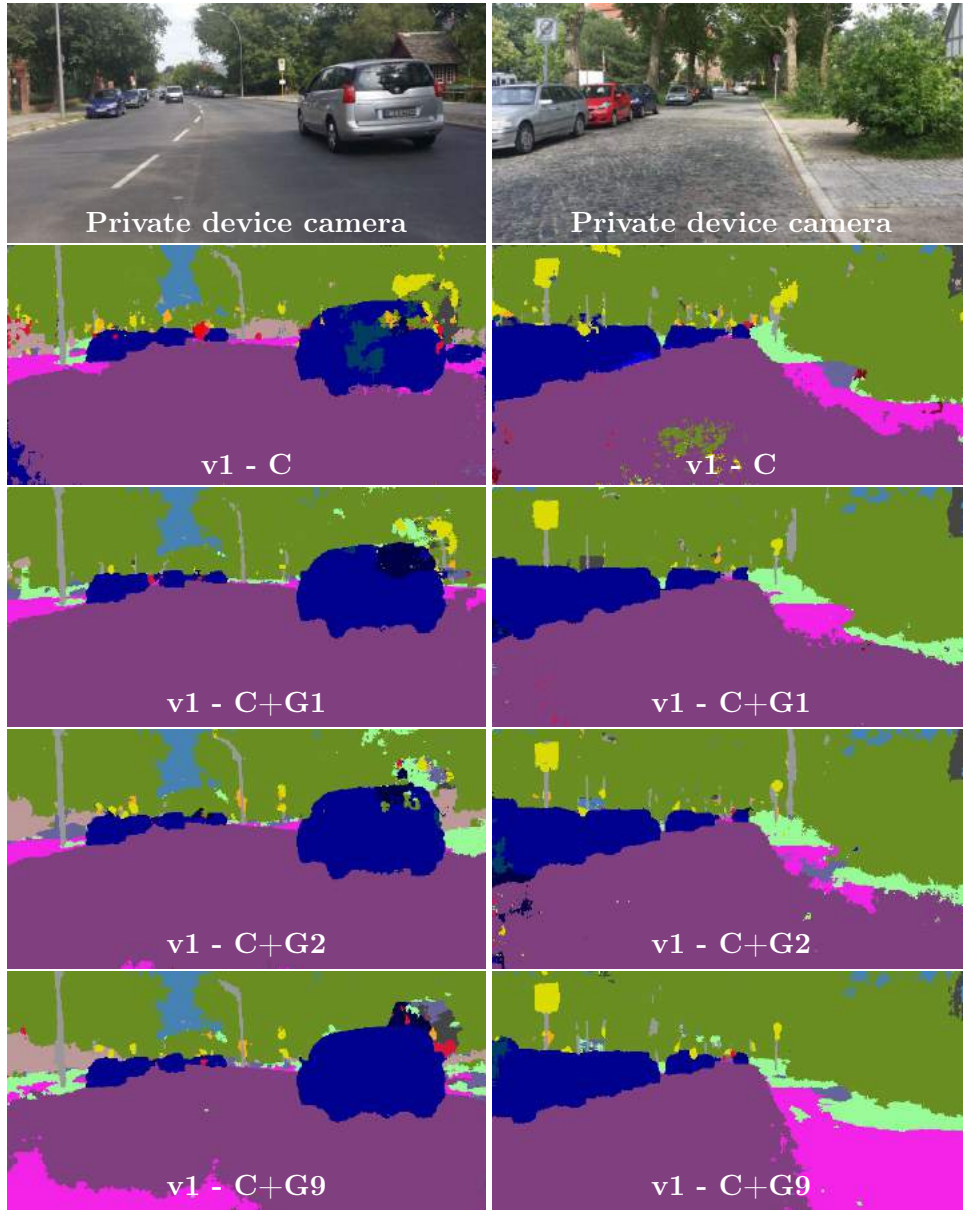 Private device camera
Private device camera
v1 - C
v1 - C
v1 - C+G1
v1 - C+G1
v1 - C+G2
v1 - C+G2
v1 - C+G9
v1 - C+G9